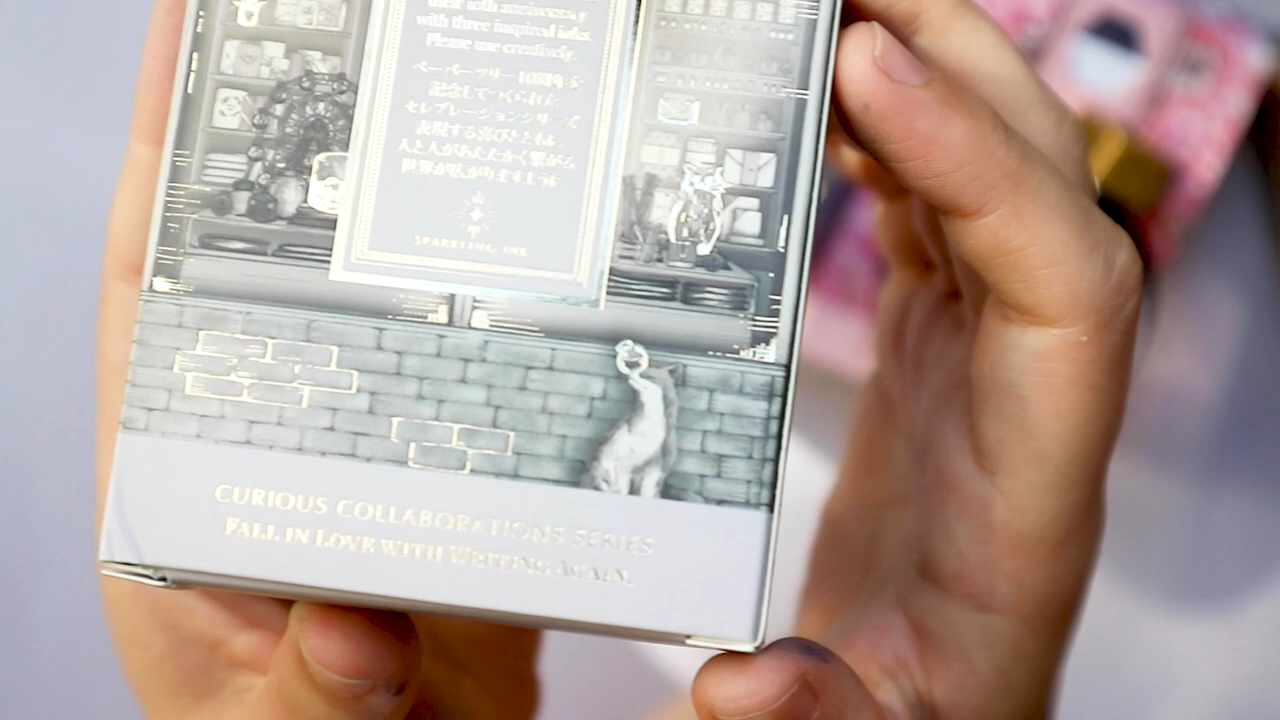 their 10th anniversary
with three inspired inks.
Please use creatively.
ペーパーツリー10周年を
記念してつくられた
セレブレーションシリーズ
表現する喜びとともに
人と人があたたかく繋がる
世界が広がりますように
SPARKLING INK
CURIOUS COLLABORATIONS SERIES
FALL IN LOVE WITH WRITING AGAIN.